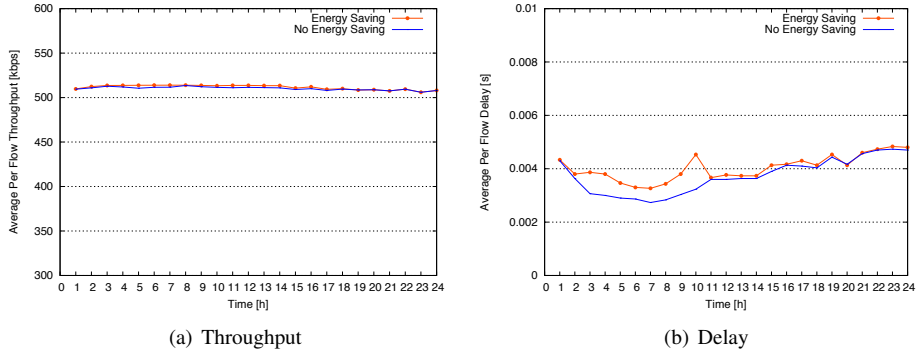 600
550
500
450
400
350
300
Average Per Flow Throughput [kbps]
Energy Saving
No Energy Saving
0 1 2 3 4 5 6 7 8 9 10 11 12 13 14 15 16 17 18 19 20 21 22 23 24
Time [h]
(a) Throughput
0.01
0.008
0.006
0.004
0.002
0
Average Per Flow Delay [s]
Energy Saving
No Energy Saving
0 1 2 3 4 5 6 7 8 9 10 11 12 13 14 15 16 17 18 19 20 21 22 23 24
Time [h]
(b) Delay